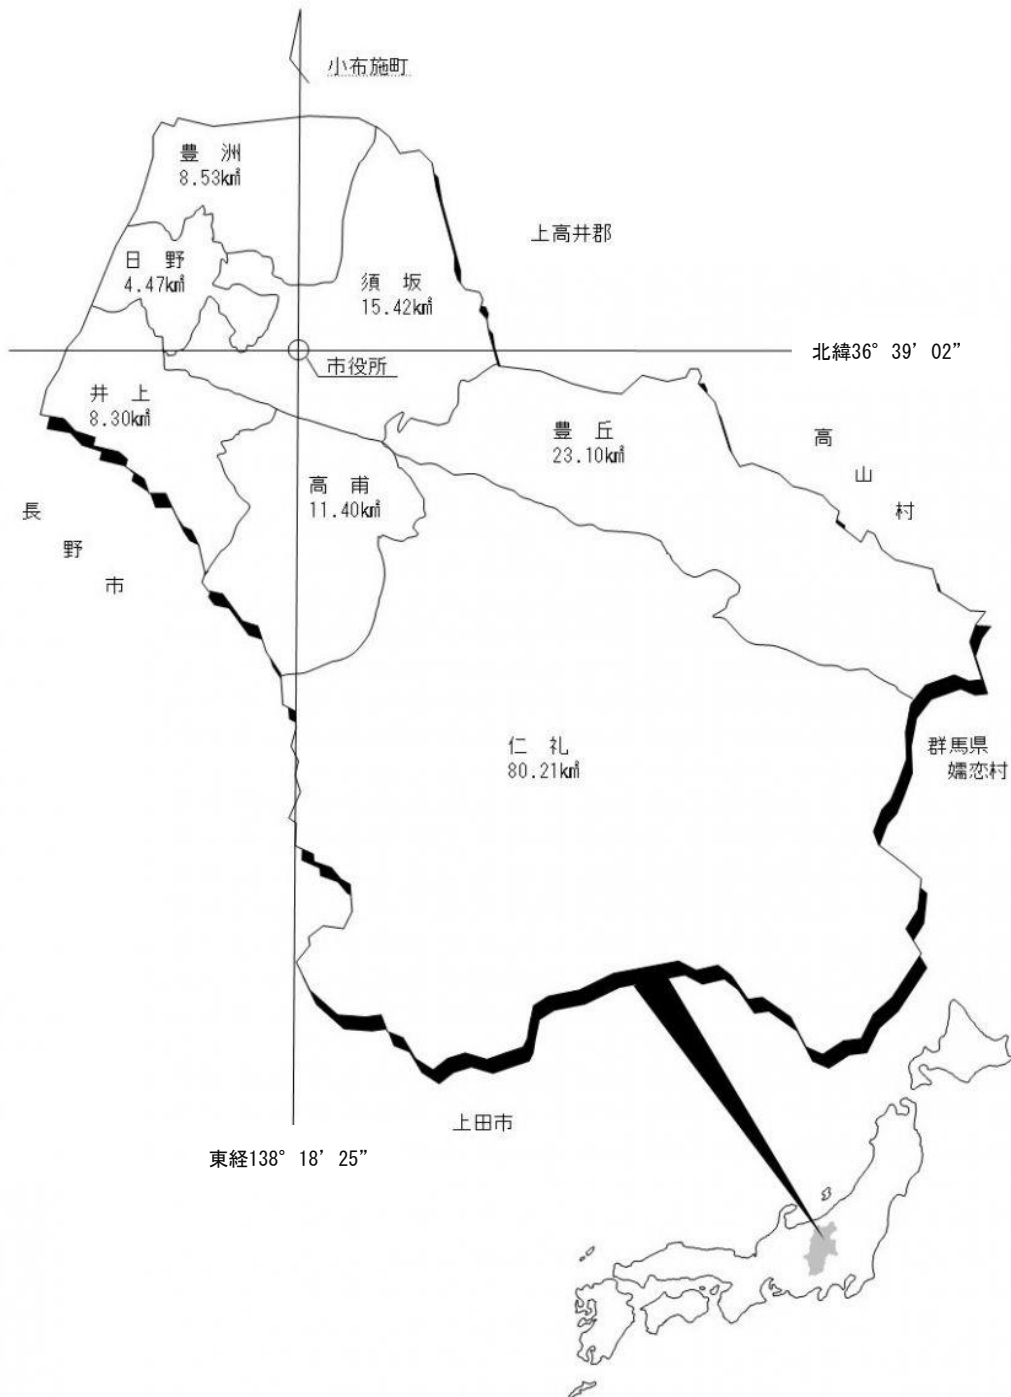 小布施町
豊　洲
8.53k㎡
上高井郡
日　野
4.47k㎡
須　坂
15.42k㎡
北緯36°39’02”
市役所
井　上
8.30k㎡
豊　丘
23.10k㎡
高
山
村
高　甫
11.40k㎡
長
野
市
仁　礼
80.21k㎡
群馬県
嬬恋村
上田市
東経138°18’25”